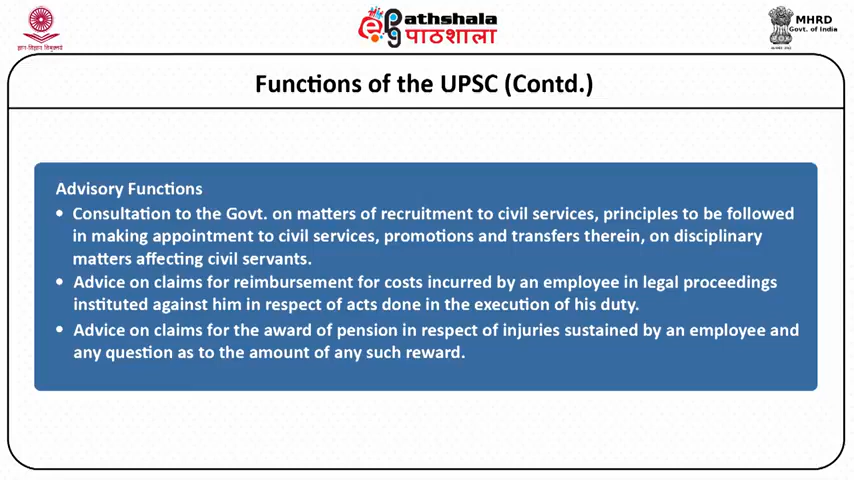 ज्ञान-विज्ञान विमुक्तये
ePathshala
पाठशाला
MHRD
Govt. of India
Functions of the UPSC (Contd.)
Advisory Functions
• Consultation to the Govt. on matters of recruitment to civil services, principles to be followed
in making appointment to civil services, promotions and transfers therein, on disciplinary
matters affecting civil servants.
• Advice on claims for reimbursement for costs incurred by an employee in legal proceedings
instituted against him in respect of acts done in the execution of his duty.
• Advice on claims for the award of pension in respect of injuries sustained by an employee and
any question as to the amount of any such reward.